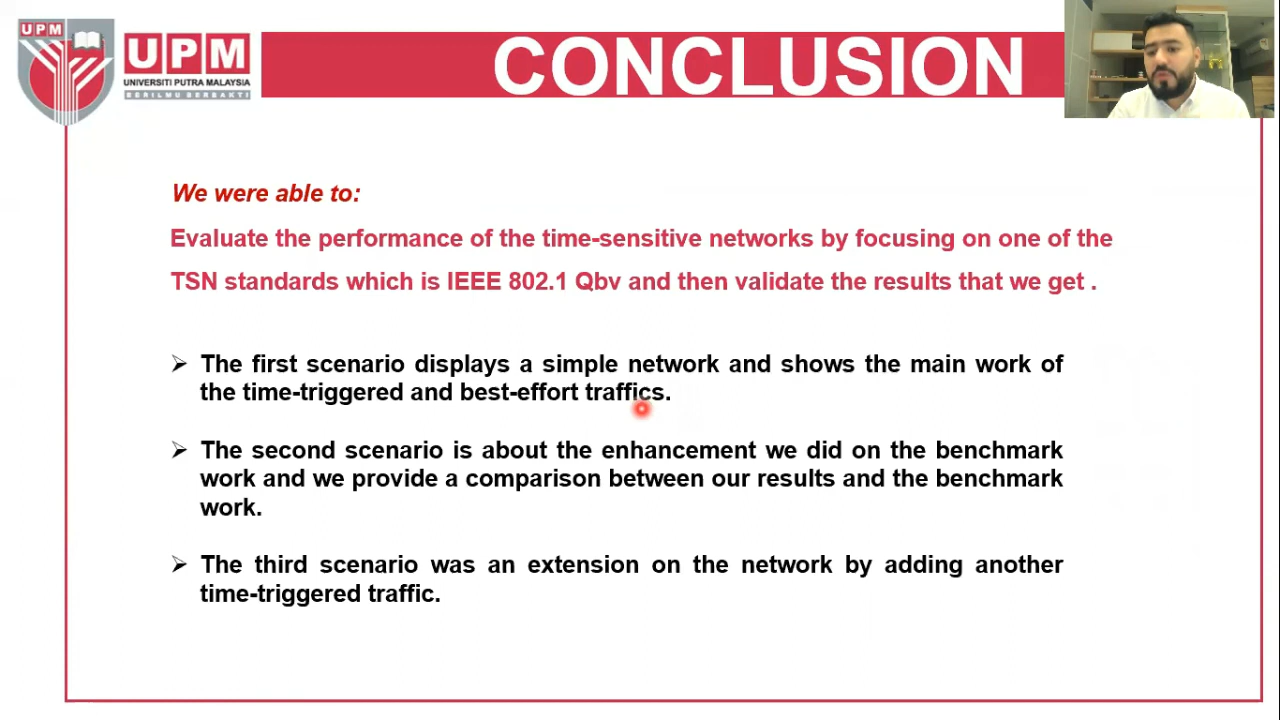 UPM
UPM
UNIVERSITI PUTRA MALAYSIA
BERILMU BERBAKTI
CONCLUSION
We were able to:
Evaluate the performance of the time-sensitive networks by focusing on one of the
TSN standards which is IEEE 802.1 Qbv and then validate the results that we get .
➢ The first scenario displays a simple network and shows the main work of
the time-triggered and best-effort traffics.
➢ The second scenario is about the enhancement we did on the benchmark
work and we provide a comparison between our results and the benchmark
work.
➢ The third scenario was an extension on the network by adding another
time-triggered traffic.